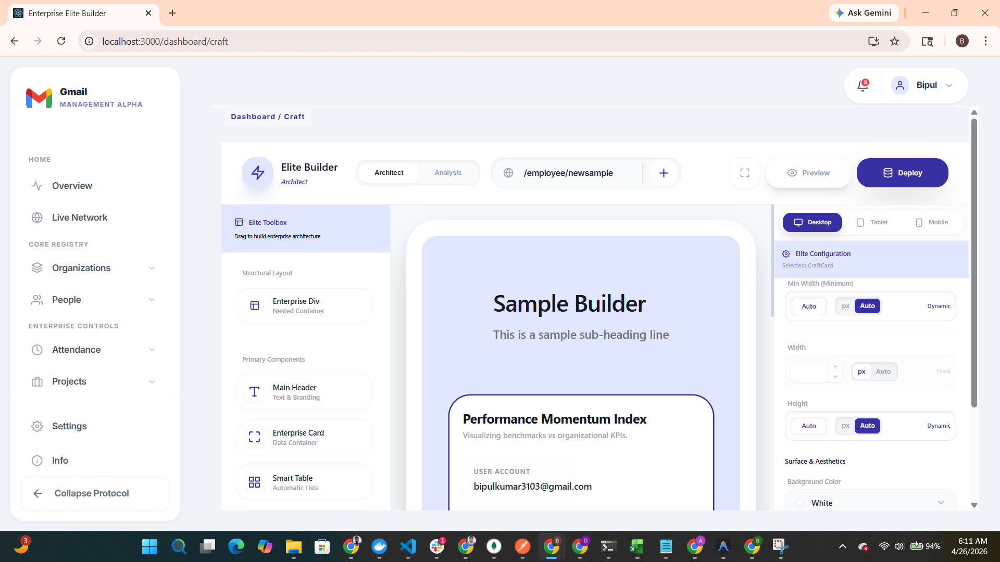 Enterprise Elite Builder
Ask Gemini
localhost:3000/dashboard/craft
B
Gmail
MANAGEMENT ALPHA
HOME
Overview
Live Network
CORE REGISTRY
Organizations
People
ENTERPRISE CONTROLS
Attendance
Projects
Settings
Info
Collapse Protocol
3
Bipul
Dashboard / Craft
Elite Builder
Architect
Architect
Analysis
/employee/newsample
Preview
Deploy
Elite Toolbox
Drag to build enterprise architecture
Structural Layout
Enterprise Div
Nested Container
Primary Components
Main Header
Text & Branding
Enterprise Card
Data Container
Smart Table
Automatic Lists
Sample Builder
This is a sample sub-heading line
Performance Momentum Index
Visualizing benchmarks vs organizational KPIs.
USER ACCOUNT
bipulkumar3103@gmail.com
Desktop
Tablet
Mobile
Elite Configuration
Selected: CraftCard
Min Width (Minimum)
Auto
px
Auto
Dynamic
Width
px
Auto
Fixed
Height
Auto
px
Auto
Dynamic
Surface & Aesthetics
Background Color
White
3
1
B
D
A
B
94%
6:11 AM
4/26/2026